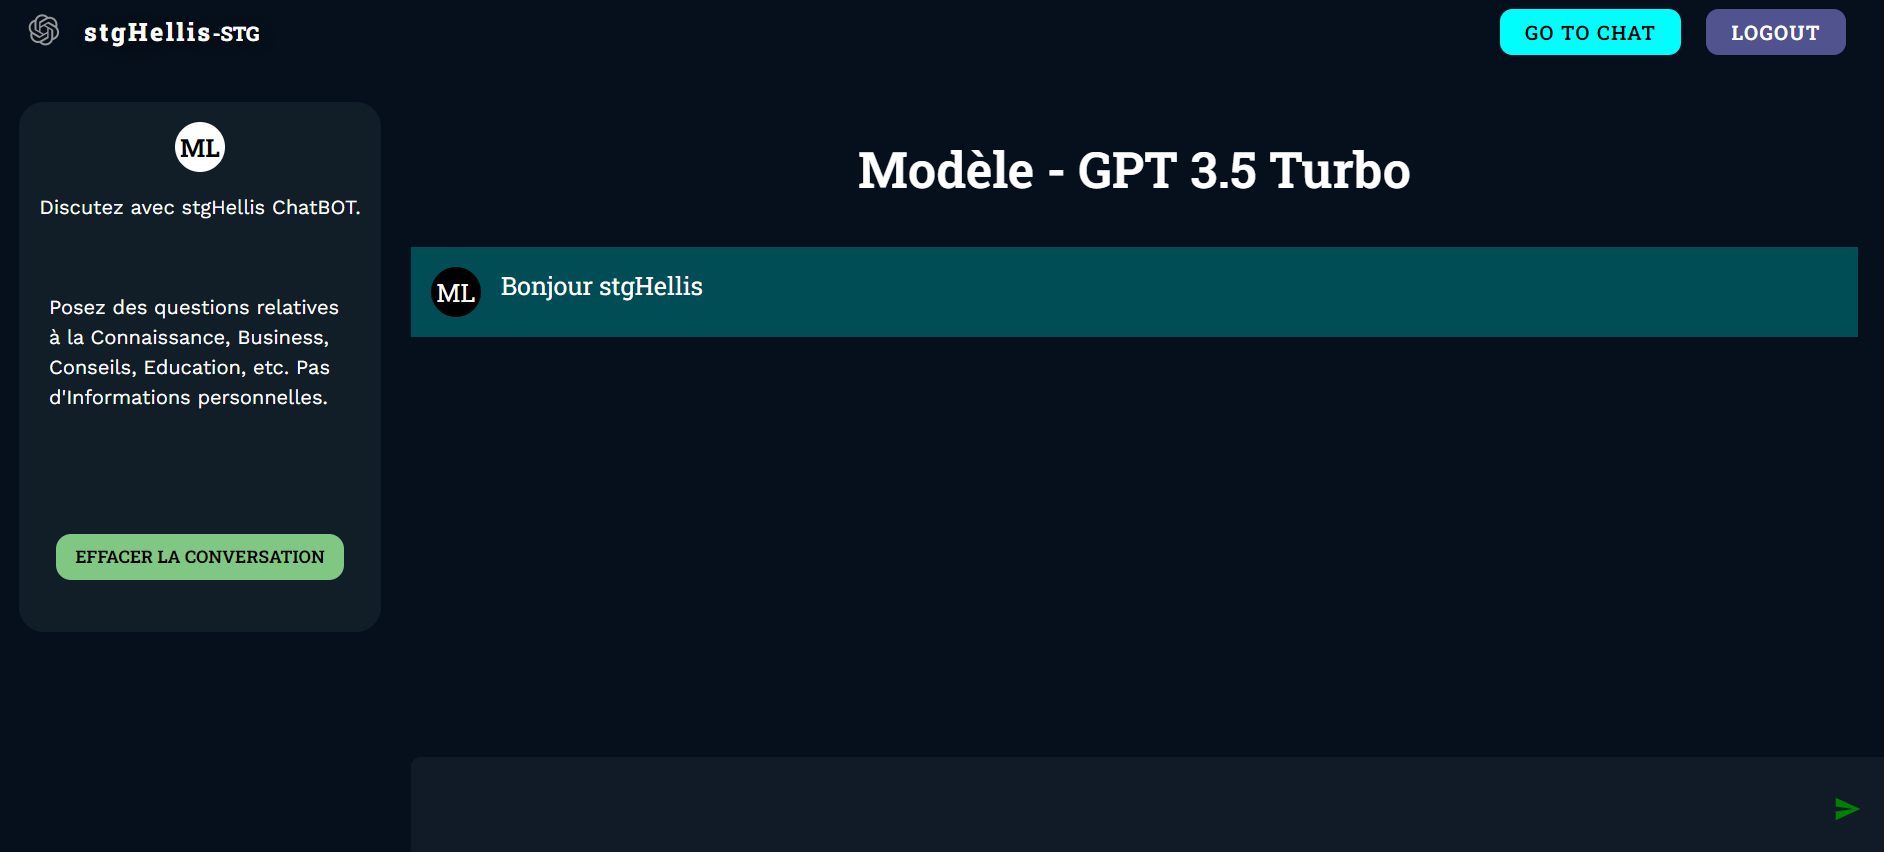 stgHellis-STG
GO TO CHAT
LOGOUT
ML
Discutez avec stgHellis ChatBOT.
Posez des questions relatives
à la Connaissance, Business,
Conseils, Education, etc. Pas
d'Informations personnelles.
EFFACER LA CONVERSATION
Modèle - GPT 3.5 Turbo
ML
Bonjour stgHellis